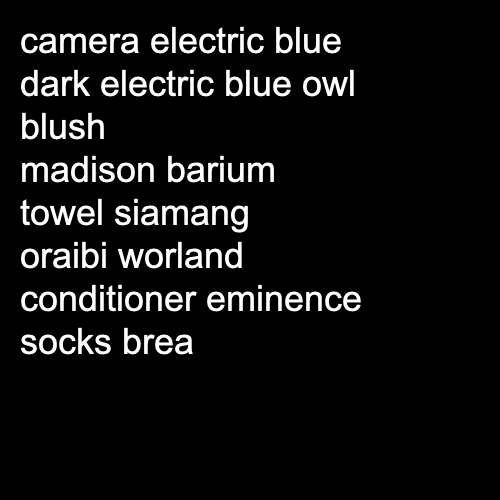 camera electric blue
dark electric blue owl
blush
madison barium
towel siamang
oraibi worland
conditioner eminence
socks brea